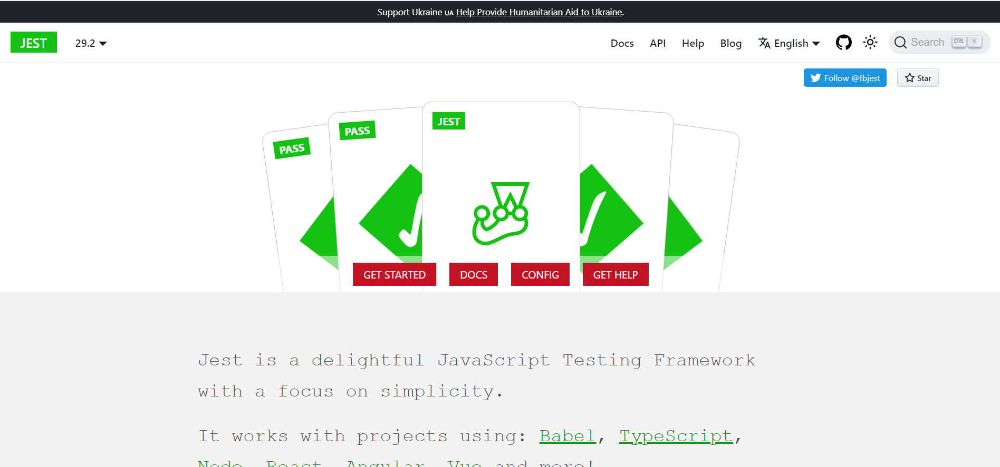 Support Ukraine UA Help Provide Humanitarian Aid to Ukraine.
JEST 29.2 Docs API Help Blog English Search CTRL K
Follow @fbjest Star
JEST
PASS
PASS
GET STARTED DOCS CONFIG GET HELP
Jest is a delightful JavaScript Testing Framework
with a focus on simplicity.
It works with projects using: Babel, TypeScript,
Node, React, Angular, Vue and more!